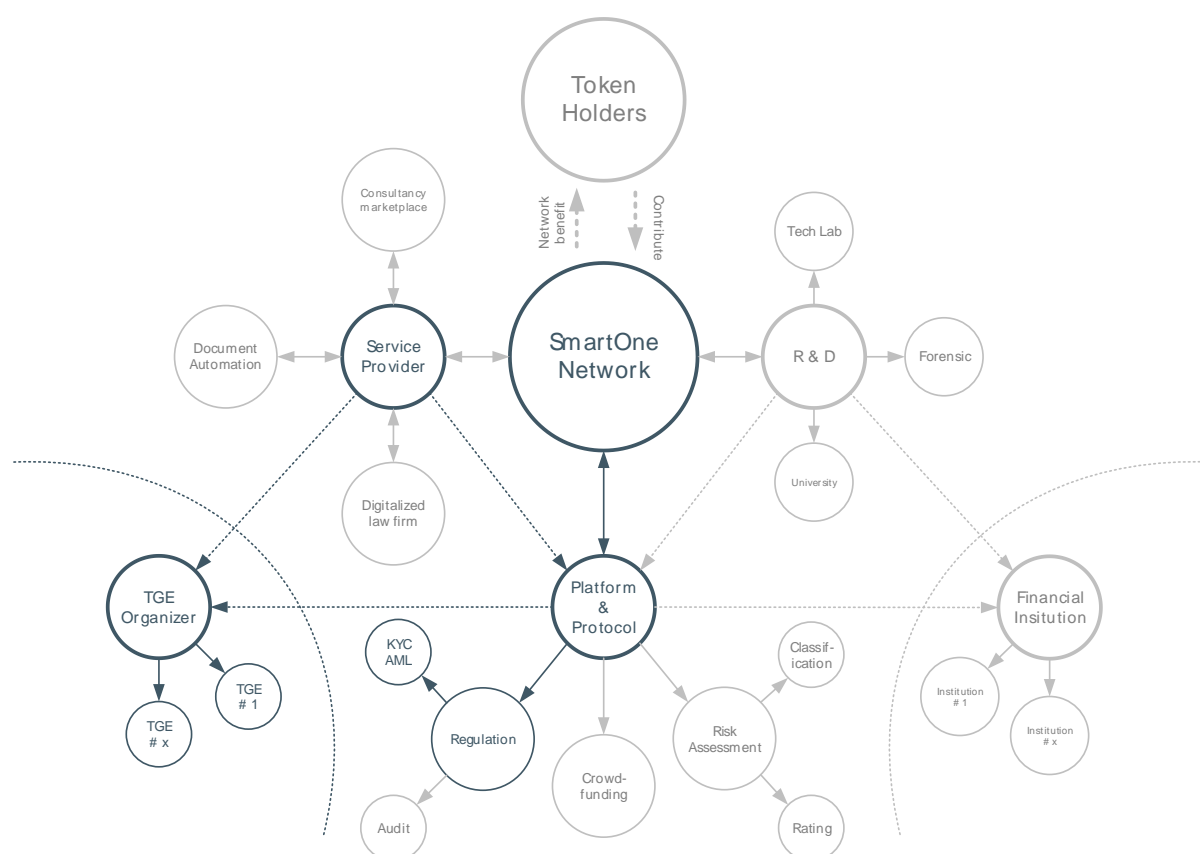 Token
Holders
Consultancy
marketplace
Network
benefit
Contribute
Tech Lab
Document
Automation
Service
Provider
SmartOne
Network
R & D
Forensic
Digitalized
law firm
University
TGE
Organizer
Platform
&
Protocol
Financial
Insitution
KYC
AML
Classif-
ication
TGE
# 1
Institution
# 1
TGE
# x
Regulation
Risk
Assessment
Institution
# x
Crowd-
funding
Audit
Rating